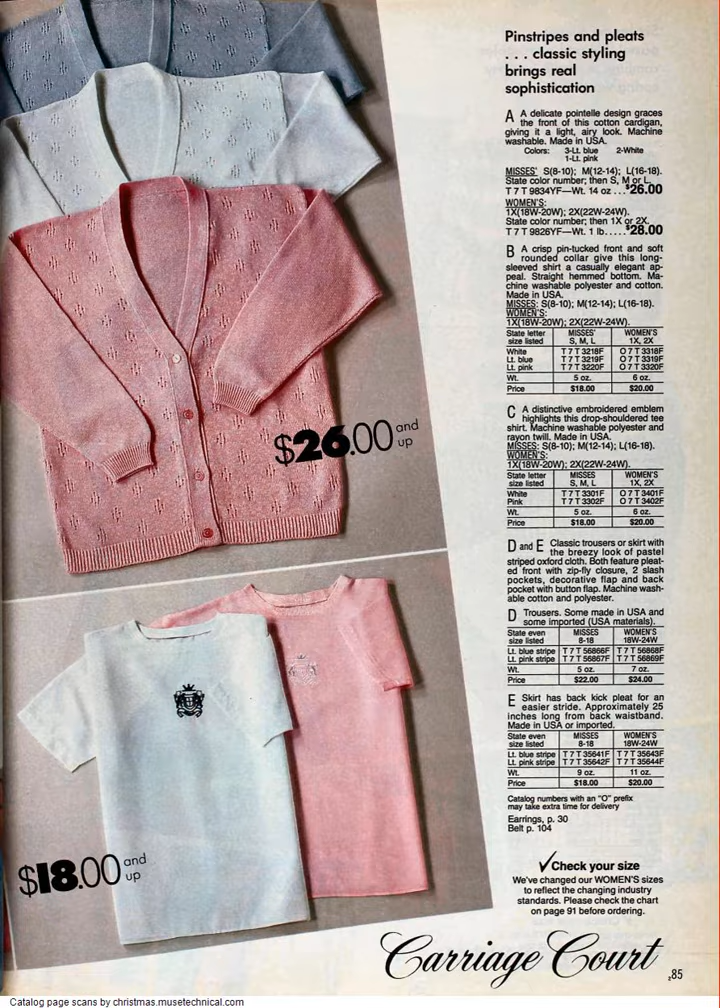 Pinstripes and pleats
. . . classic styling
brings real
sophistication
A A delicate pointelle design graces
the front of this cotton cardigan,
giving it a light, airy look. Machine
washable. Made in USA.
Colors: 3-Lt. blue 2-White
1-Lt. pink
MISSES' S(8-10); M(12-14); L(16-18).
State color number; then S, M or L.
T 7 T 9834YF—Wt. 14 oz ... $26.00
WOMEN'S:
1X(18W-20W); 2X(22W-24W).
State color number; then 1X or 2X.
T 7 T 9826YF—Wt. 1 lb..... $28.00
B A crisp pin-tucked front and soft
rounded collar give this long-
sleeved shirt a casually elegant ap-
peal. Straight hemmed bottom. Ma-
chine washable polyester and cotton.
Made in USA.
MISSES: S(8-10); M(12-14); L(16-18).
WOMEN'S:
1X(18W-20W); 2X(22W-24W).
State letter MISSES' WOMEN'S
size listed S, M, L 1X, 2X
White T 7 T 3218F O 7 T 3318F
Lt. blue T 7 T 3219F O 7 T 3319F
Lt. pink T 7 T 3220F O 7 T 3320F
Wt. 5 oz. 6 oz.
Price $18.00 $20.00
$26.00 and up
C A distinctive embroidered emblem
highlights this drop-shouldered tee
shirt. Machine washable polyester and
rayon twill. Made in USA.
MISSES: S(8-10); M(12-14); L(16-18).
WOMEN'S:
1X(18W-20W); 2X(22W-24W).
State letter MISSES WOMEN'S
size listed S, M, L 1X, 2X
White T 7 T 3301F O 7 T 3401F
Pink T 7 T 3302F O 7 T 3402F
Wt. 5 oz. 6 oz.
Price $18.00 $20.00
D and E Classic trousers or skirt with
the breezy look of pastel
striped oxford cloth. Both feature pleat-
ed front with zip-fly closure, 2 slash
pockets, decorative flap and back
pocket with button flap. Machine wash-
able cotton and polyester.
D Trousers. Some made in USA and
some imported (USA materials).
State even MISSES WOMEN'S
size listed 8-18 18W-24W
Lt. blue stripe T 7 T 56866F T 7 T 56868F
Lt. pink stripe T 7 T 56867F T 7 T 56869F
Wt. 5 oz. 7 oz.
Price $22.00 $24.00
E Skirt has back kick pleat for an
easier stride. Approximately 25
inches long from back waistband.
Made in USA or imported.
State even MISSES WOMEN'S
size listed 8-18 18W-24W
Lt. blue stripe T 7 T 35641F T 7 T 35643F
Lt. pink stripe T 7 T 35642F T 7 T 35644F
Wt. 9 oz. 11 oz.
Price $18.00 $20.00
Catalog numbers with an "O" prefix
may take extra time for delivery
Earrings, p. 30
Belt p. 104
$18.00 and up
✓Check your size
We've changed our WOMEN'S sizes
to reflect the changing industry
standards. Please check the chart
on page 91 before ordering.
Carriage Court
z85
Catalog page scans by christmas.musetechnical.com